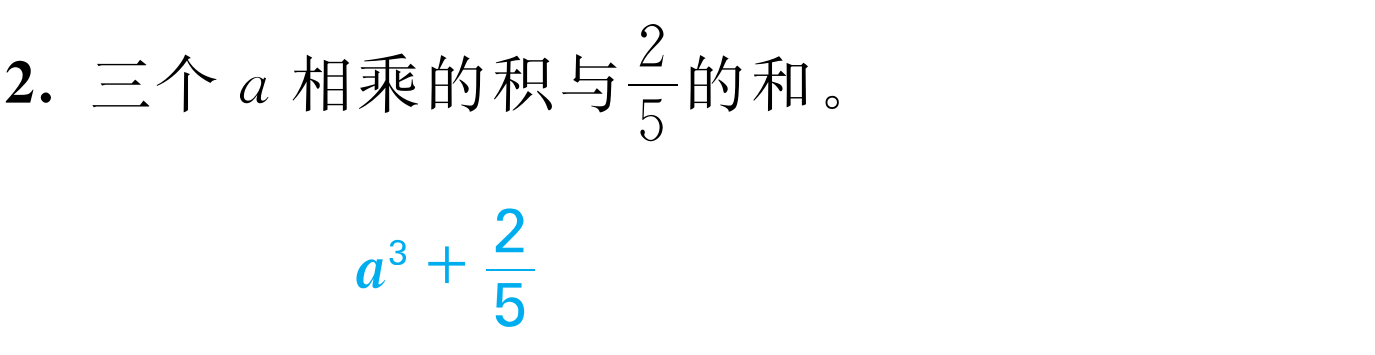 2. 三个 a 相乘的积与 2/5 的和。
a³ + 2/5